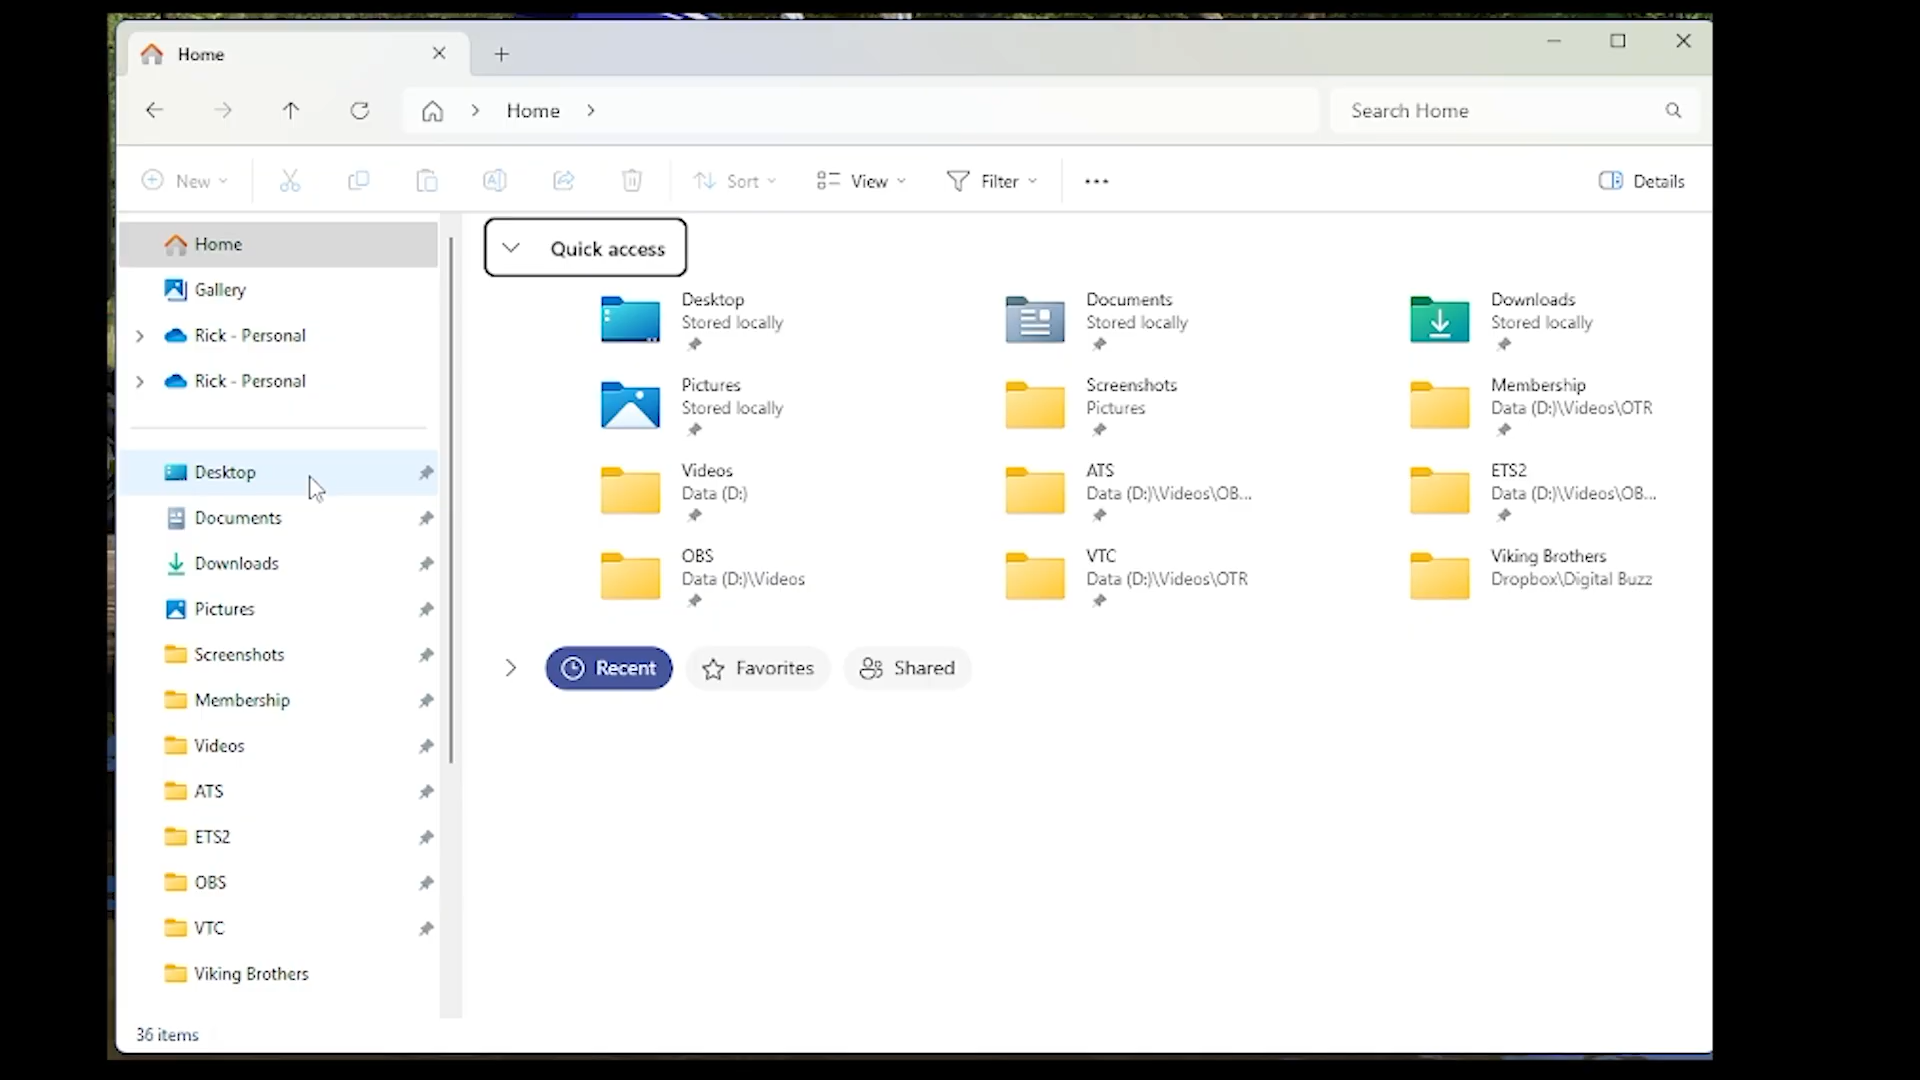 Home
Home
Search Home
New
Sort
View
Filter
Details
Home
Gallery
Rick - Personal
Rick - Personal
Desktop
Documents
Downloads
Pictures
Screenshots
Membership
Videos
ATS
ETS2
OBS
VTC
Viking Brothers
Quick access
Desktop
Stored locally
Documents
Stored locally
Downloads
Stored locally
Pictures
Stored locally
Screenshots
Pictures
Membership
Data (D:)\Videos\OTR
Videos
Data (D:)
ATS
Data (D:)\Videos\OB...
ETS2
Data (D:)\Videos\OB...
OBS
Data (D:)\Videos
VTC
Data (D:)\Videos\OTR
Viking Brothers
Dropbox\Digital Buzz
Recent
Favorites
Shared
36 items